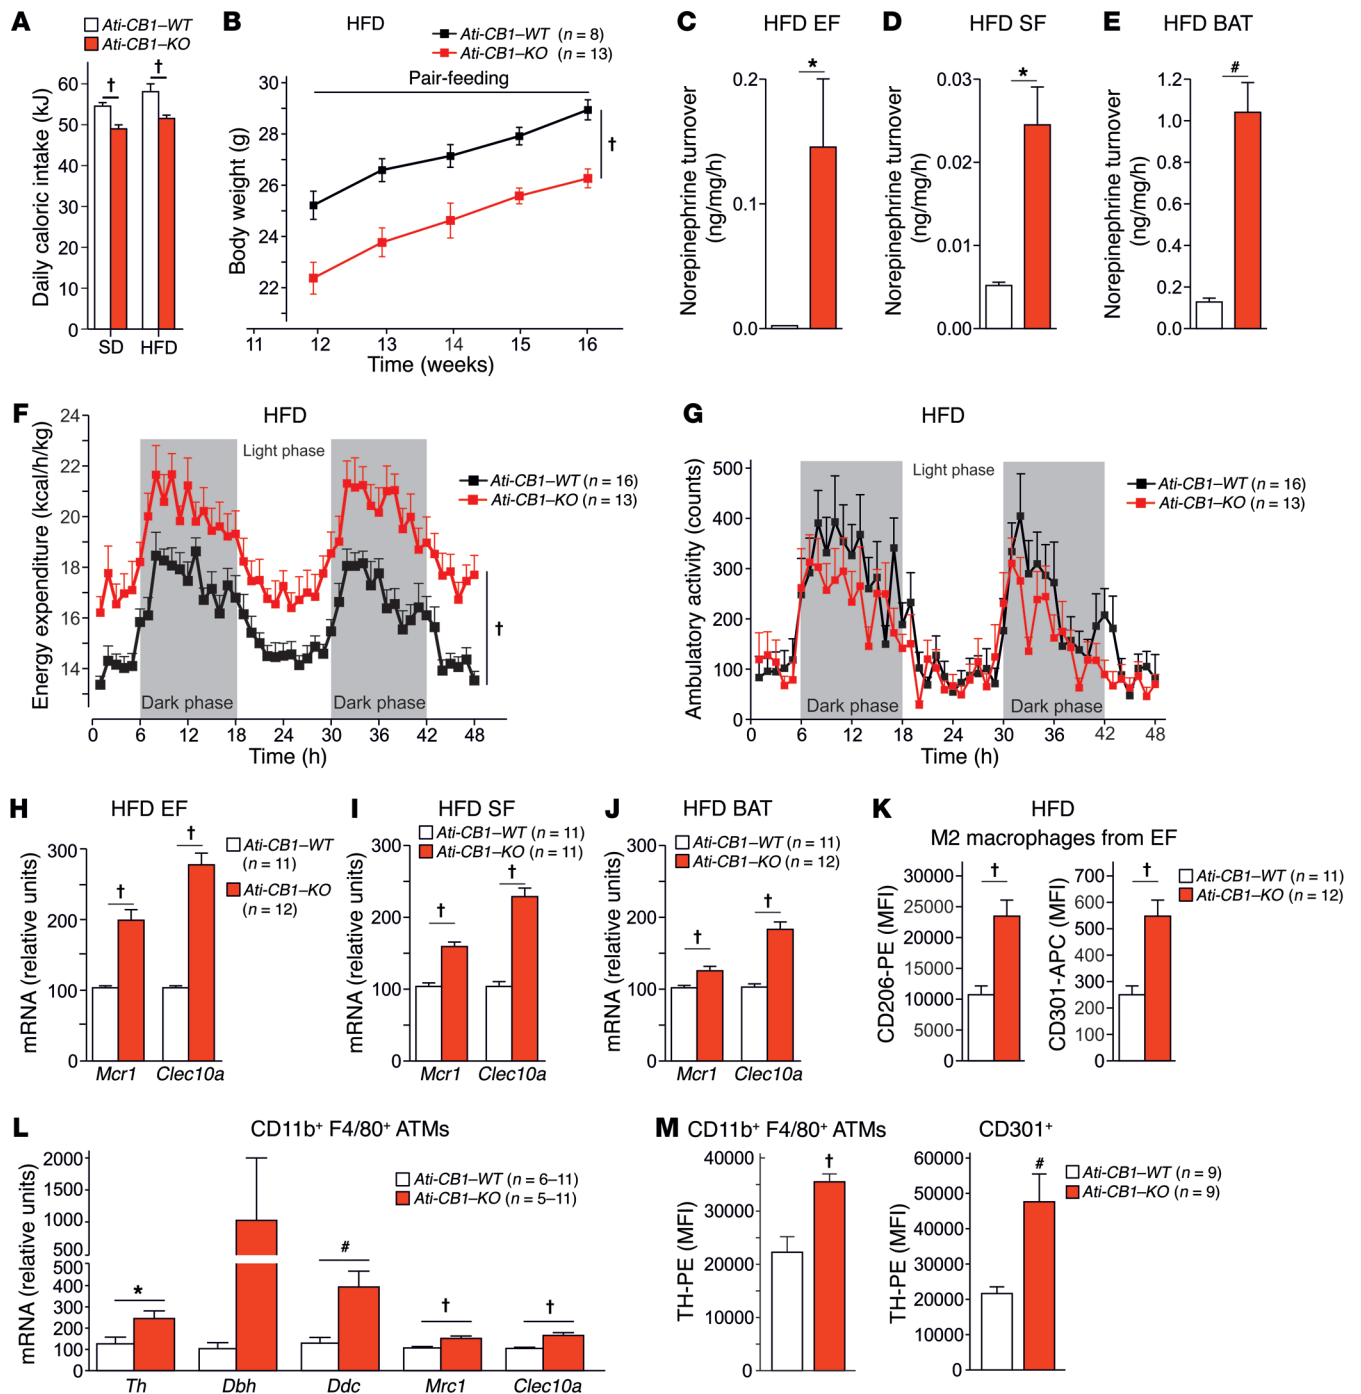 A
Ati-CB1–WT
Ati-CB1–KO
Daily caloric intake (kJ)
60
50
40
30
20
10
0
†
†
SD
HFD
B
HFD
Ati-CB1–WT (n = 8)
Ati-CB1–KO (n = 13)
Pair-feeding
Body weight (g)
30
28
26
24
22
†
11
12
13
14
15
16
Time (weeks)
C
HFD EF
Norepinephrine turnover
(ng/mg/h)
0.2
0.1
0.0
*
D
HFD SF
Norepinephrine turnover
(ng/mg/h)
0.03
0.02
0.01
0.00
*
E
HFD BAT
Norepinephrine turnover
(ng/mg/h)
1.2
1.0
0.8
0.6
0.4
0.2
0.0
#
F
HFD
Energy expenditure (kcal/h/kg)
24
22
20
18
16
14
Light phase
Ati-CB1–WT (n = 16)
Ati-CB1–KO (n = 13)
†
Dark phase
Dark phase
0
6
12
18
24
30
36
42
48
Time (h)
G
HFD
Ambulatory activity (counts)
500
400
300
200
100
0
Light phase
Ati-CB1–WT (n = 16)
Ati-CB1–KO (n = 13)
Dark phase
Dark phase
0
6
12
18
24
30
36
42
48
Time (h)
H
HFD EF
mRNA (relative units)
300
200
100
0
†
†
Ati-CB1–WT
(n = 11)
Ati-CB1–KO
(n = 12)
Mcr1
Clec10a
I
HFD SF
Ati-CB1–WT (n = 11)
Ati-CB1–KO (n = 11)
mRNA (relative units)
300
200
100
0
†
†
Mcr1
Clec10a
J
HFD BAT
Ati-CB1–WT (n = 11)
Ati-CB1–KO (n = 12)
mRNA (relative units)
300
200
100
0
†
†
Mcr1
Clec10a
K
HFD
M2 macrophages from EF
CD206-PE (MFI)
30000
25000
20000
15000
10000
5000
0
†
CD301-APC (MFI)
700
600
500
400
300
200
100
0
†
Ati-CB1–WT (n = 11)
Ati-CB1–KO (n = 12)
L
CD11b+ F4/80+ ATMs
mRNA (relative units)
2000
1500
1000
500
500
400
300
200
100
0
Ati-CB1–WT (n = 6–11)
Ati-CB1–KO (n = 5–11)
*
#
†
†
Th
Dbh
Ddc
Mrc1
Clec10a
M
CD11b+ F4/80+ ATMs
TH-PE (MFI)
40000
30000
20000
10000
0
†
CD301+
TH-PE (MFI)
60000
50000
40000
30000
20000
10000
0
#
Ati-CB1–WT (n = 9)
Ati-CB1–KO (n = 9)